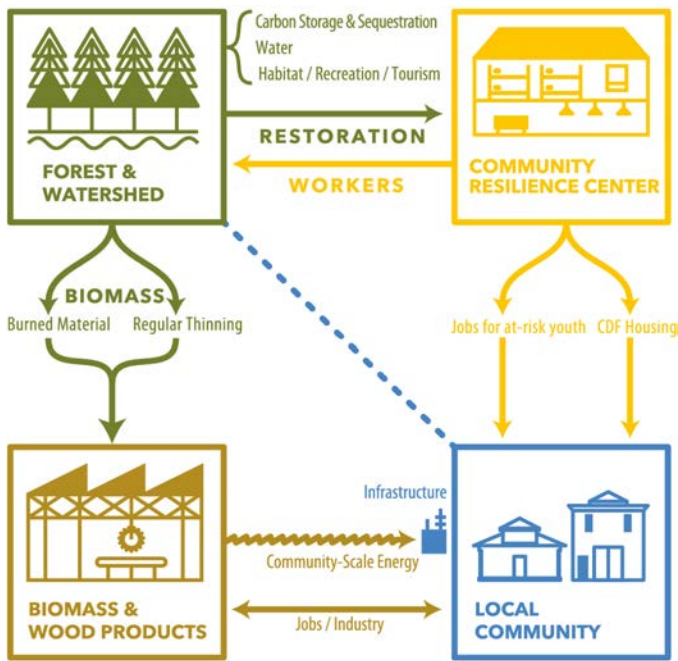 Carbon Storage & Sequestration
Water
Habitat / Recreation / Tourism
RESTORATION
WORKERS
FOREST &
WATERSHED
COMMUNITY
RESILIENCE CENTER
BIOMASS
Burned Material
Regular Thinning
Jobs for at-risk youth
CDF Housing
Infrastructure
Community-Scale Energy
Jobs / Industry
BIOMASS &
WOOD PRODUCTS
LOCAL
COMMUNITY